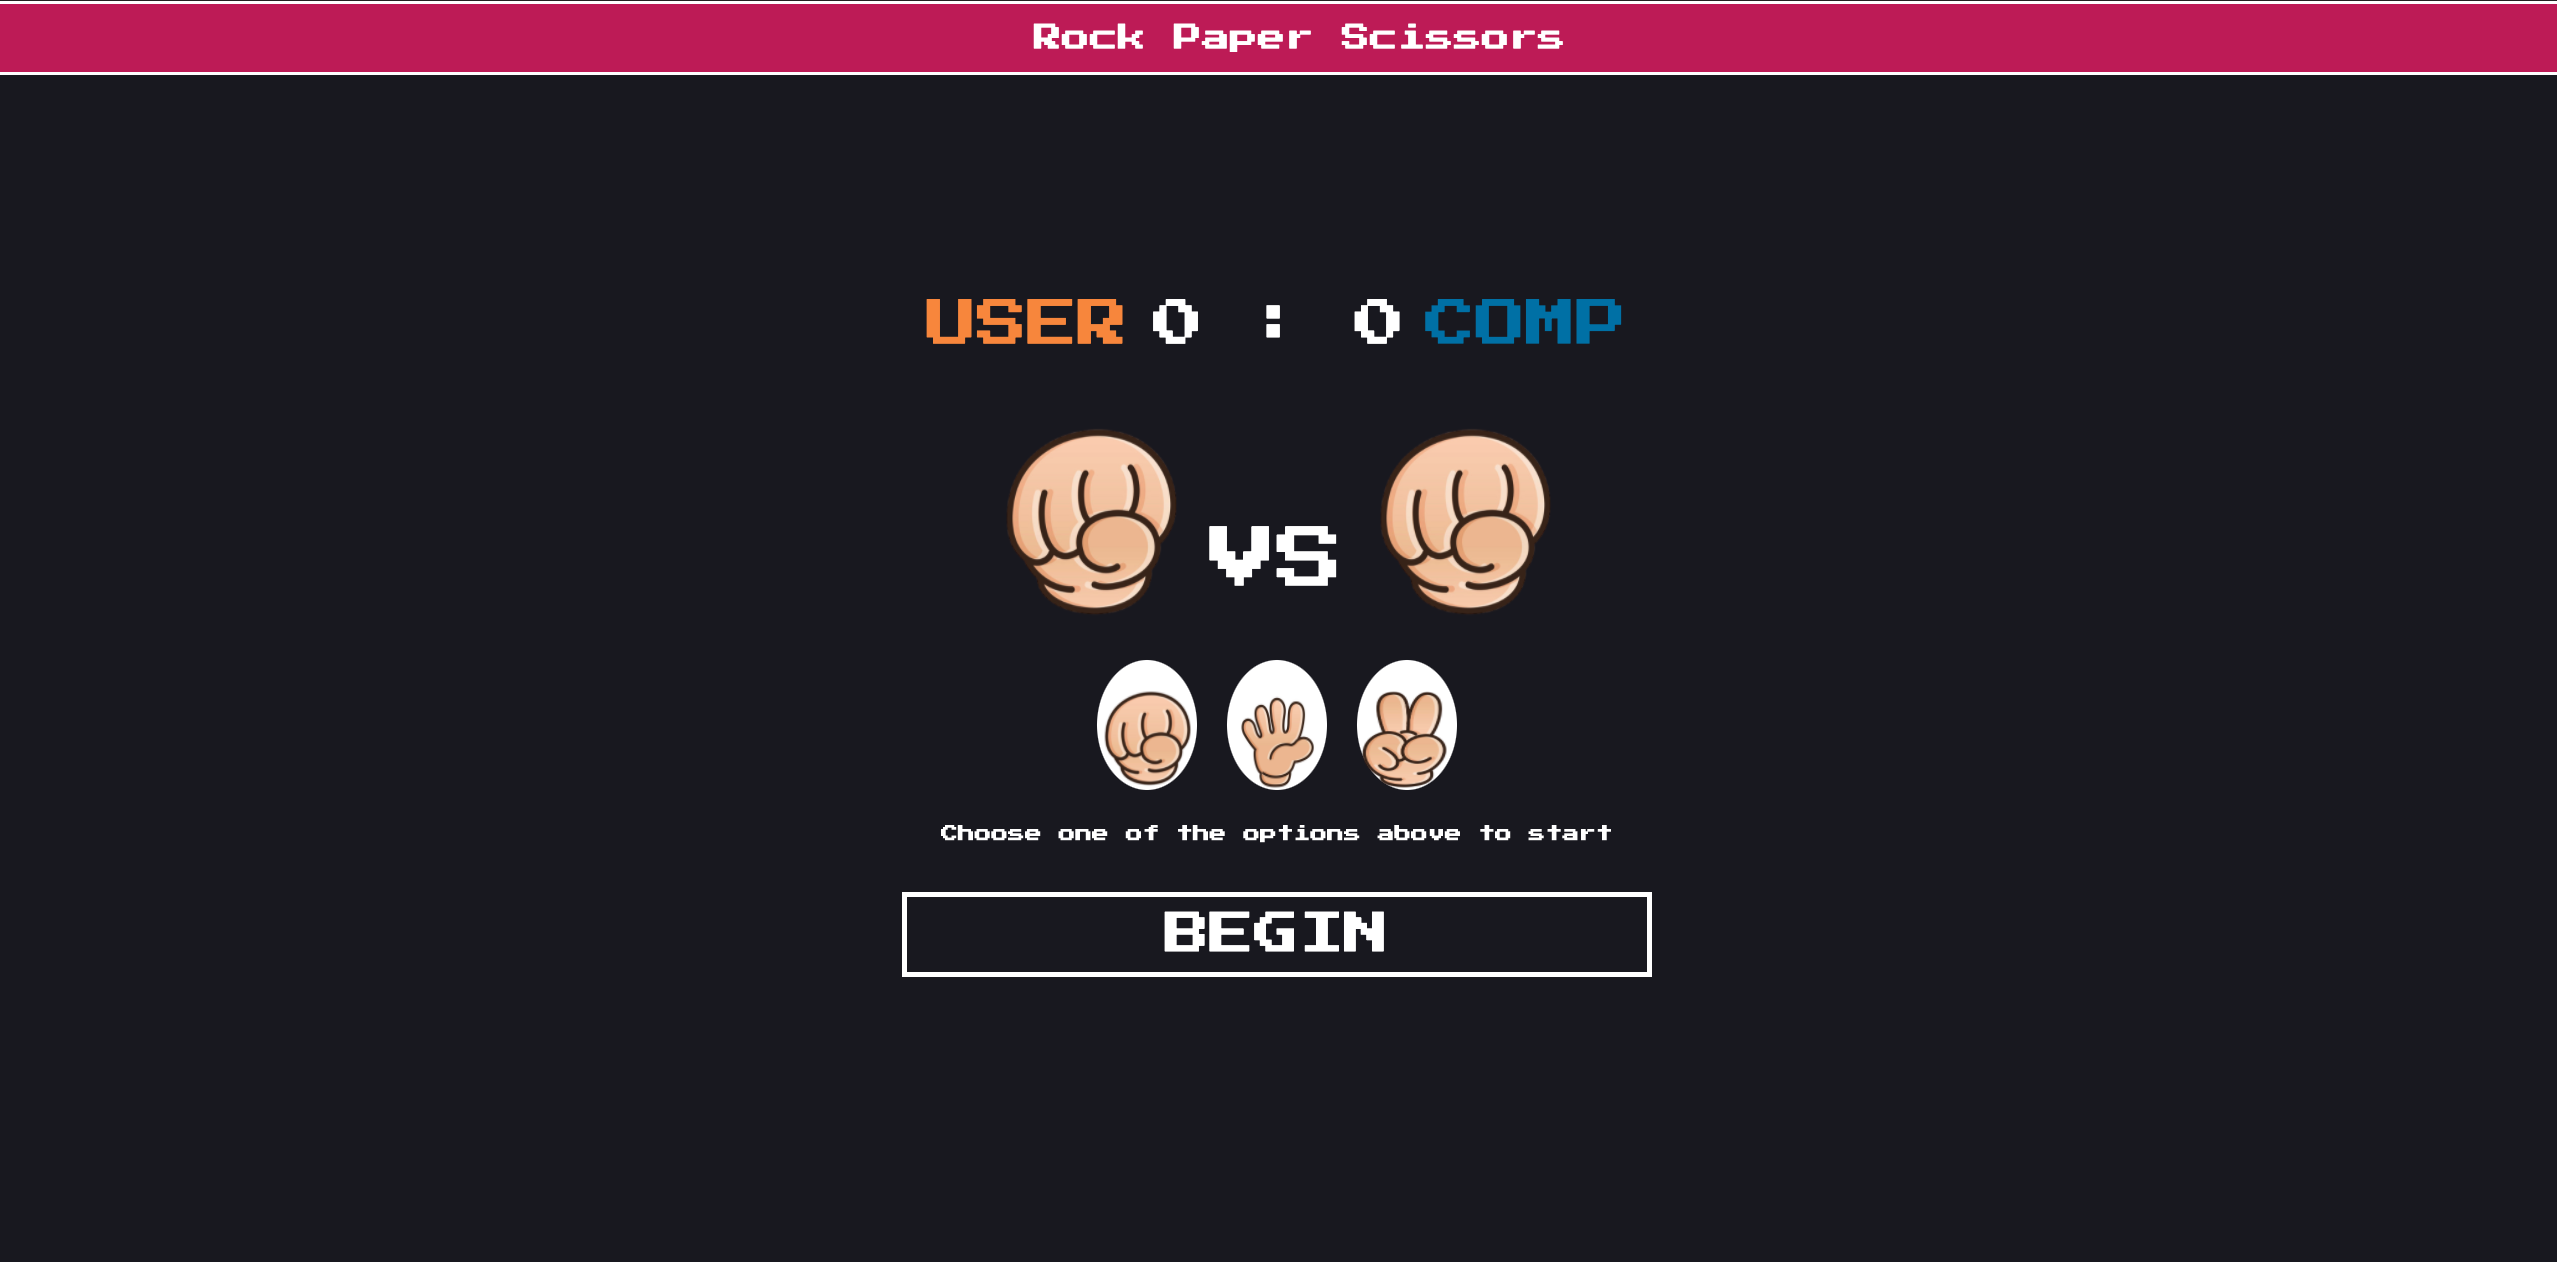 Rock Paper Scissors
USER 0 : 0 COMP
VS
Choose one of the options above to start
BEGIN